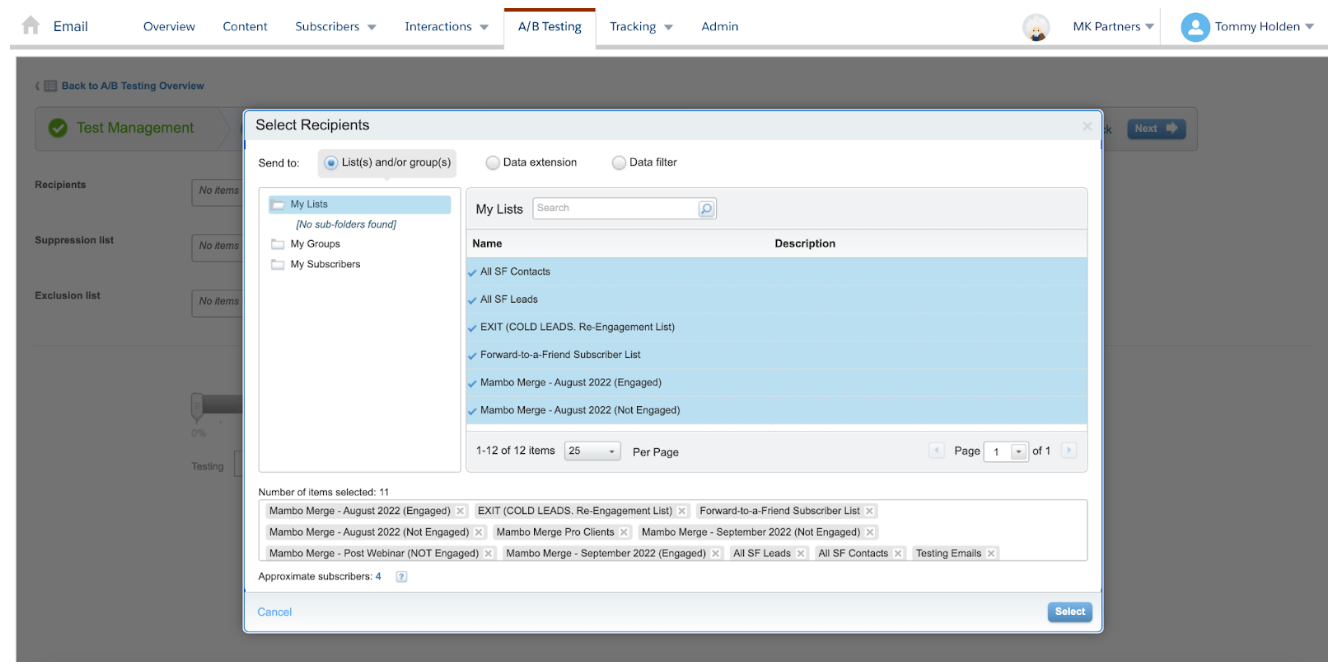 Email Overview Content Subscribers Interactions A/B Testing Tracking Admin MK Partners Tommy Holden
Back to A/B Testing Overview
Test Management
Next
Select Recipients
Send to: List(s) and/or group(s) Data extension Data filter
Recipients
No items
Suppression list
No items
Exclusion list
No items
0%
Testing
My Lists
[No sub-folders found]
My Groups
My Subscribers
My Lists Search
Name Description
All SF Contacts
All SF Leads
EXIT (COLD LEADS. Re-Engagement List)
Forward-to-a-Friend Subscriber List
Mambo Merge - August 2022 (Engaged)
Mambo Merge - August 2022 (Not Engaged)
1-12 of 12 items 25 Per Page Page 1 of 1
Number of items selected: 11
Mambo Merge - August 2022 (Engaged) EXIT (COLD LEADS. Re-Engagement List) Forward-to-a-Friend Subscriber List
Mambo Merge - August 2022 (Not Engaged) Mambo Merge Pro Clients Mambo Merge - September 2022 (Not Engaged)
Mambo Merge - Post Webinar (NOT Engaged) Mambo Merge - September 2022 (Engaged) All SF Leads All SF Contacts Testing Emails
Approximate subscribers: 4 ?
Cancel Select